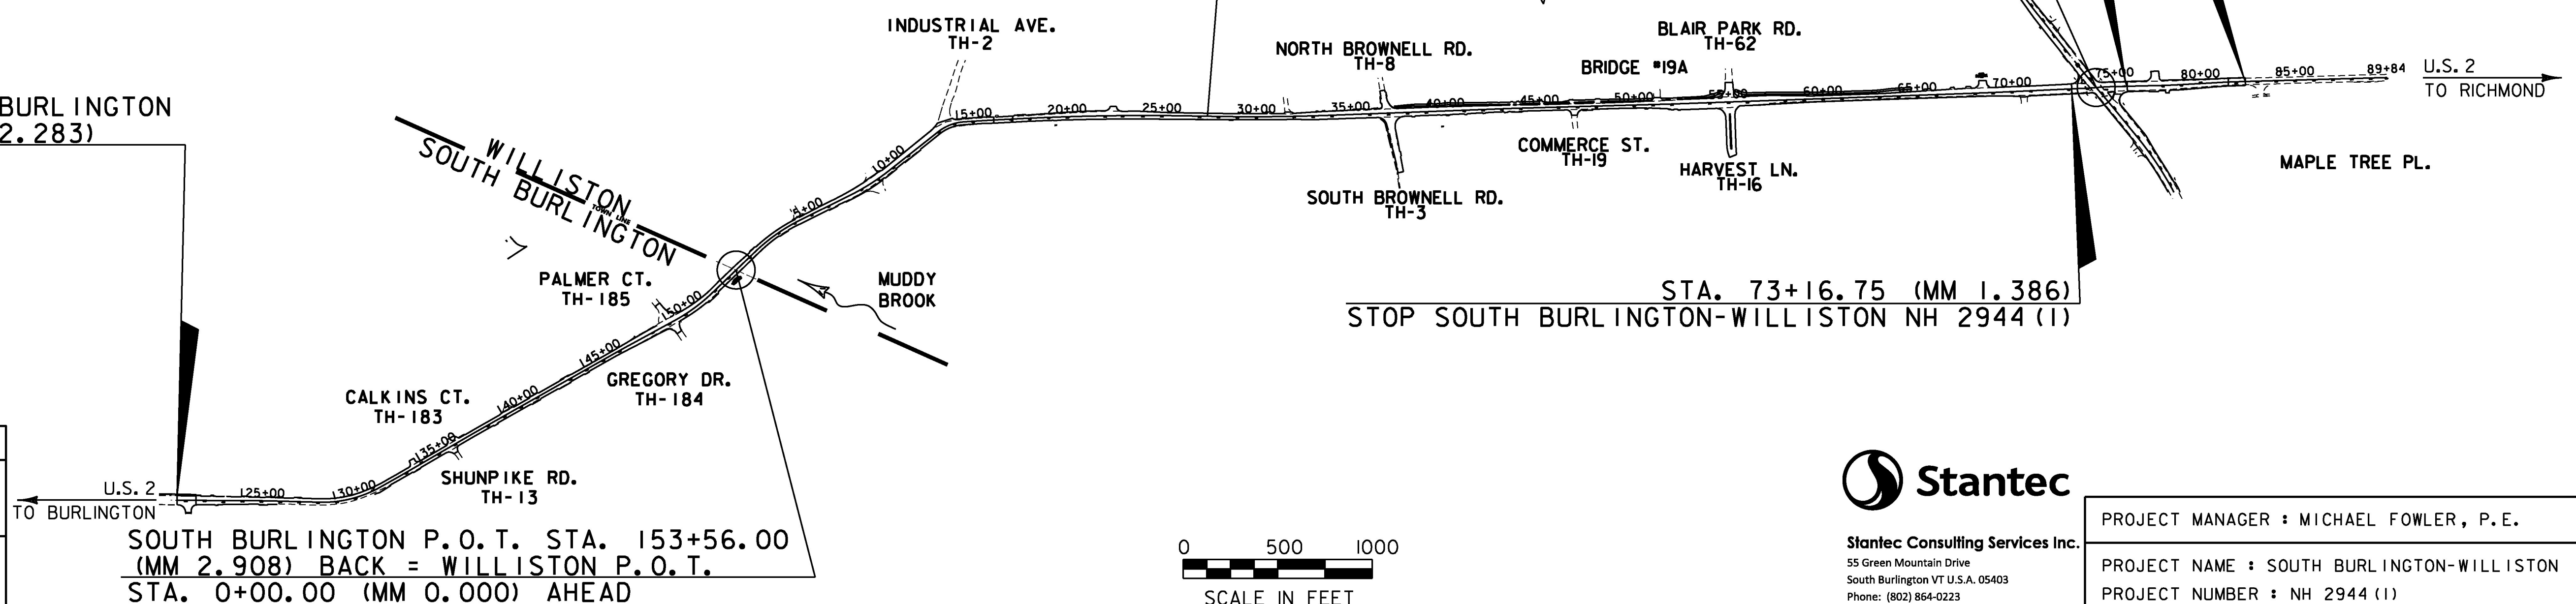 INDUSTRIAL AVE.
TH-2
NORTH BROWNELL RD.
TH-8
BLAIR PARK RD.
TH-62
BRIDGE #19A
U.S. 2
TO RICHMOND
15+00
20+00
25+00
30+00
35+00
40+00
45+00
50+00
55+00
60+00
65+00
70+00
75+00
80+00
85+00
89+84
BURLINGTON
2.283)
WILLISTON
TOWN LINE
SOUTH BURLINGTON
10+00
5+00
COMMERCE ST.
TH-19
HARVEST LN.
TH-16
MAPLE TREE PL.
SOUTH BROWNELL RD.
TH-3
PALMER CT.
TH-185
MUDDY
BROOK
150+00
STA. 73+16.75 (MM 1.386)
STOP SOUTH BURLINGTON-WILLISTON NH 2944(1)
145+00
GREGORY DR.
TH-184
CALKINS CT.
TH-183
140+00
135+00
SHUNPIKE RD.
TH-13
U.S. 2
TO BURLINGTON
125+00
130+00
SOUTH BURLINGTON P.O.T. STA. 153+56.00
(MM 2.908) BACK = WILLISTON P.O.T.
STA. 0+00.00 (MM 0.000) AHEAD
0 500 1000
SCALE IN FEET
Stantec
Stantec Consulting Services Inc.
55 Green Mountain Drive
South Burlington VT U.S.A. 05403
Phone: (802) 864-0223
PROJECT MANAGER : MICHAEL FOWLER, P.E.
PROJECT NAME : SOUTH BURLINGTON-WILLISTON
PROJECT NUMBER : NH 2944(1)